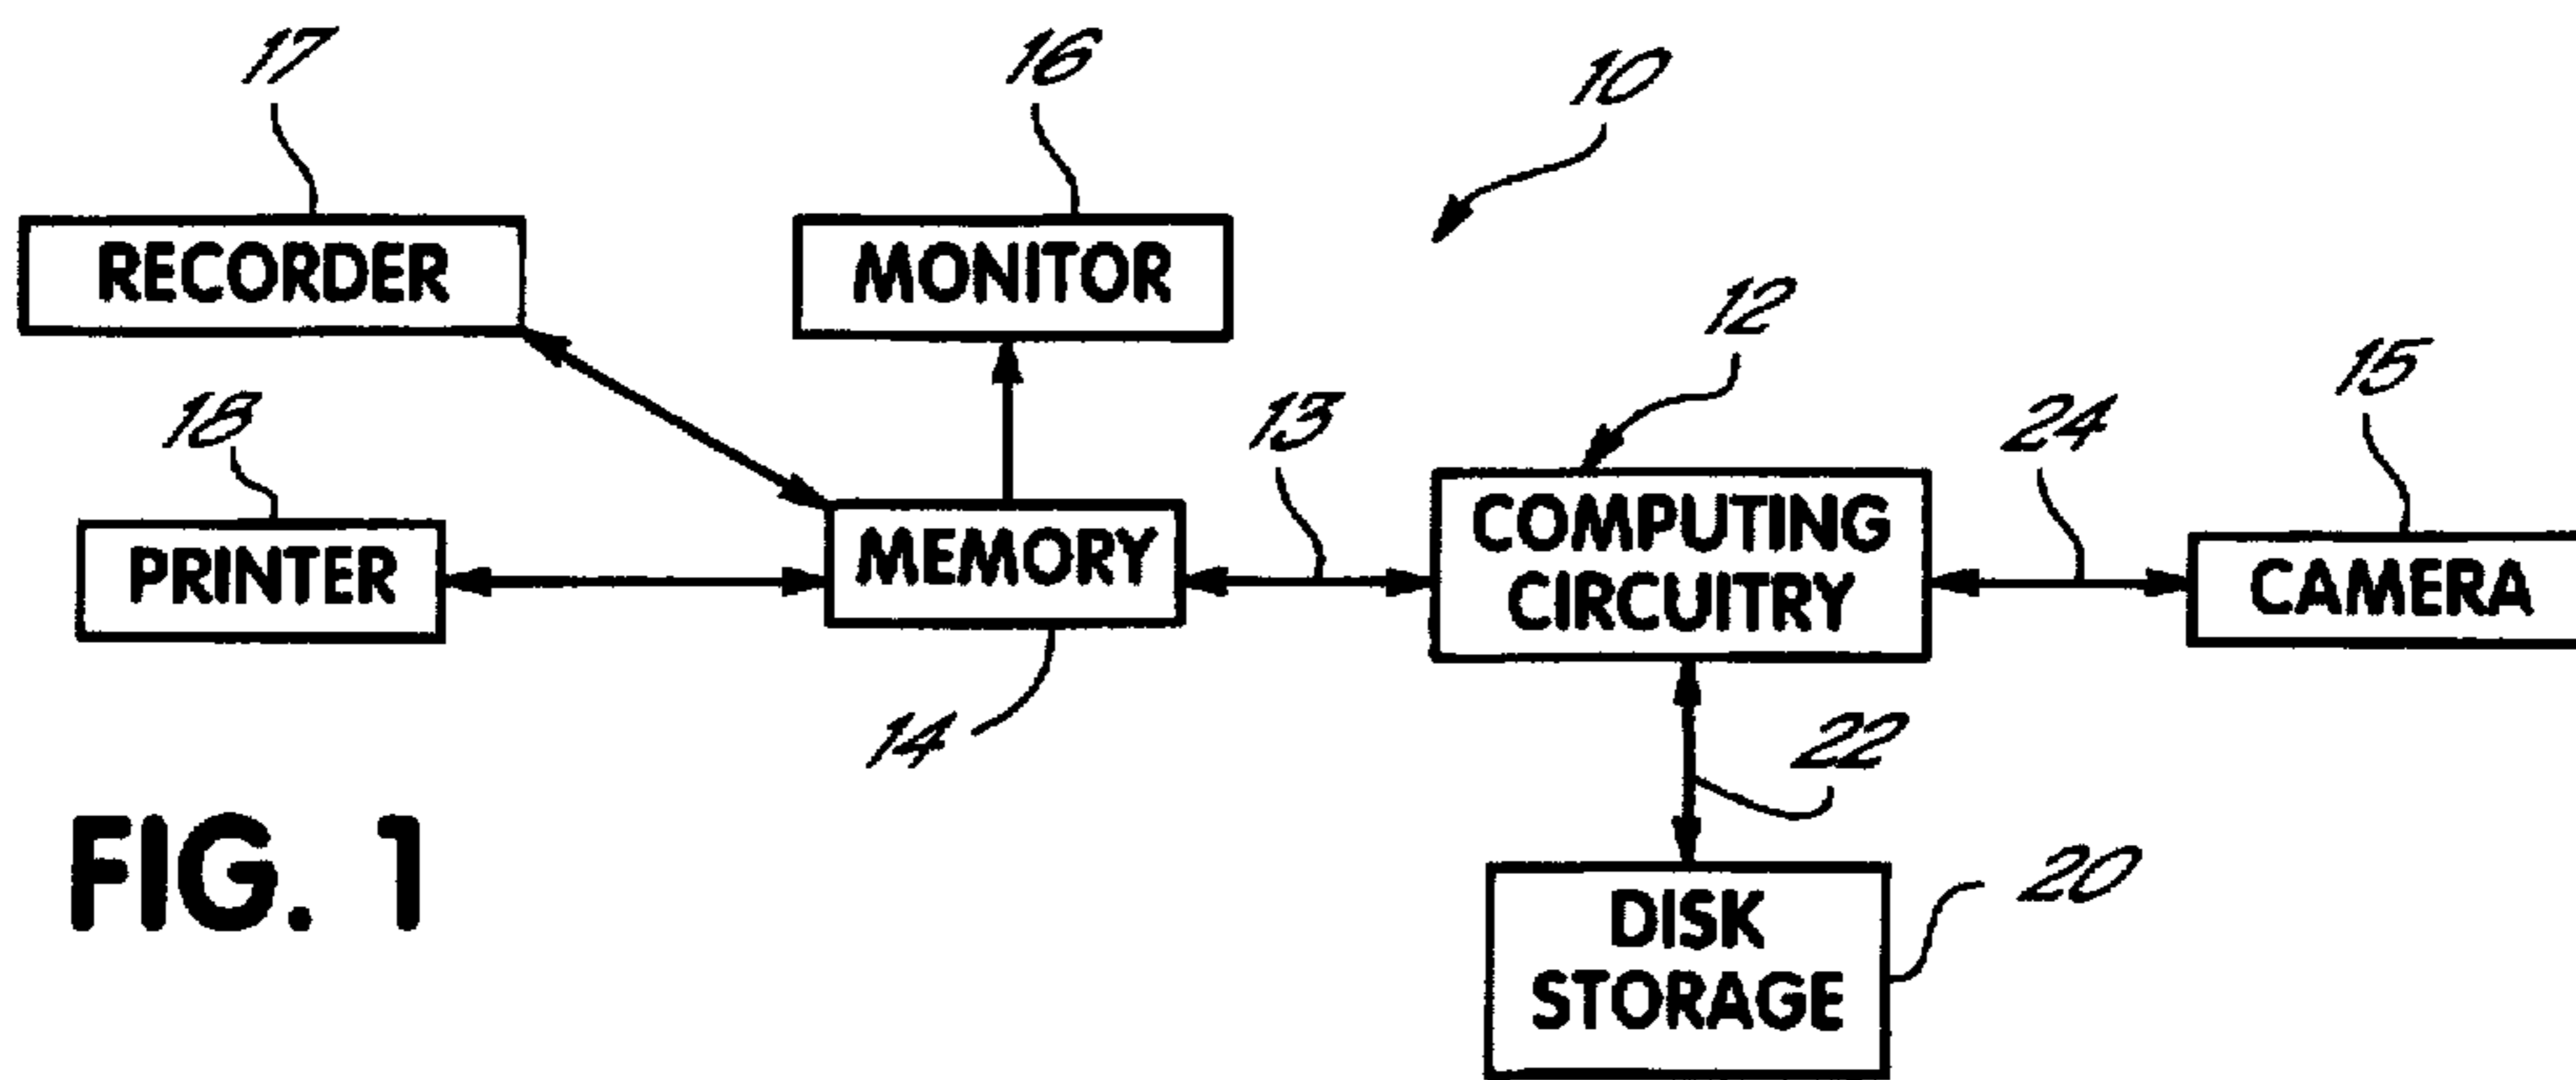 17
16
10
RECORDER
MONITOR
12
15
18
13
24
PRINTER
MEMORY
COMPUTING
CIRCUITRY
CAMERA
14
22
FIG. 1
20
DISK
STORAGE